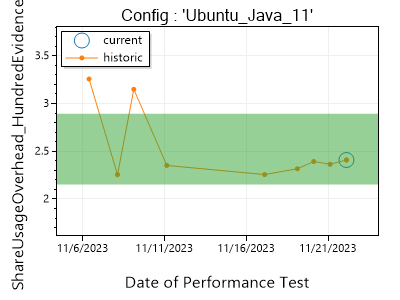 Config : 'Ubuntu_Java_11'
current
historic
ShareUsageOverhead_HundredEvidence
3.5
3
2.5
2
11/6/2023
11/11/2023
11/16/2023
11/21/2023
Date of Performance Test